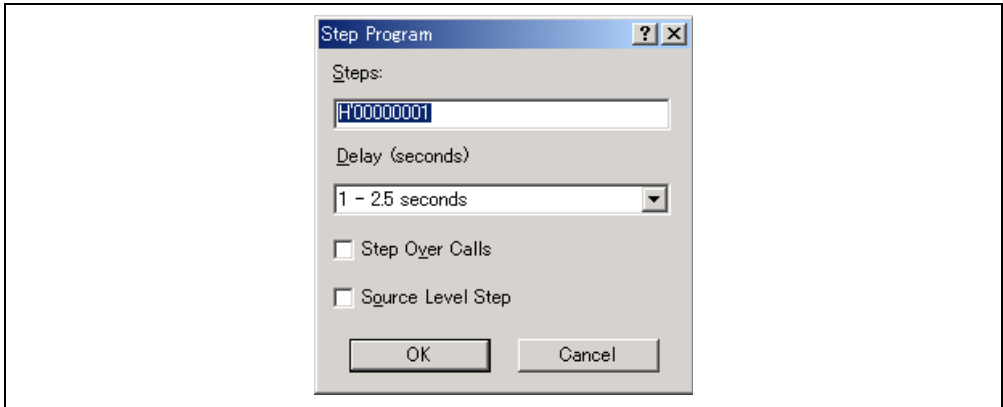 Step Program
Steps:
H'00000001
Delay (seconds)
1 - 2.5 seconds
Step Over Calls
Source Level Step
OK Cancel